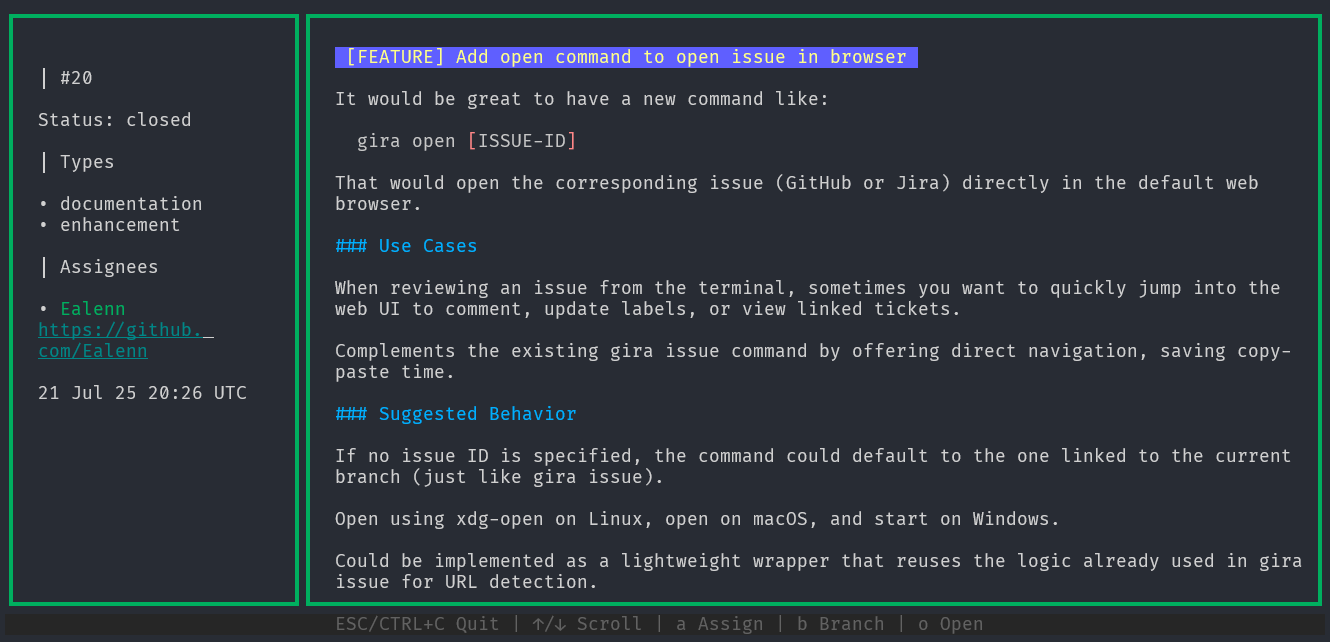 #20
Status: closed
Types
• documentation
• enhancement
Assignees
• Ealenn
https://github.
com/Ealenn
21 Jul 25 20:26 UTC
[FEATURE] Add open command to open issue in browser
It would be great to have a new command like:
gira open [ISSUE-ID]
That would open the corresponding issue (GitHub or Jira) directly in the default web
browser.
### Use Cases
When reviewing an issue from the terminal, sometimes you want to quickly jump into the
web UI to comment, update labels, or view linked tickets.
Complements the existing gira issue command by offering direct navigation, saving copy-
paste time.
### Suggested Behavior
If no issue ID is specified, the command could default to the one linked to the current
branch (just like gira issue).
Open using xdg-open on Linux, open on macOS, and start on Windows.
Could be implemented as a lightweight wrapper that reuses the logic already used in gira
issue for URL detection.
ESC/CTRL+C Quit | ↑/↓ Scroll | a Assign | b Branch | o Open